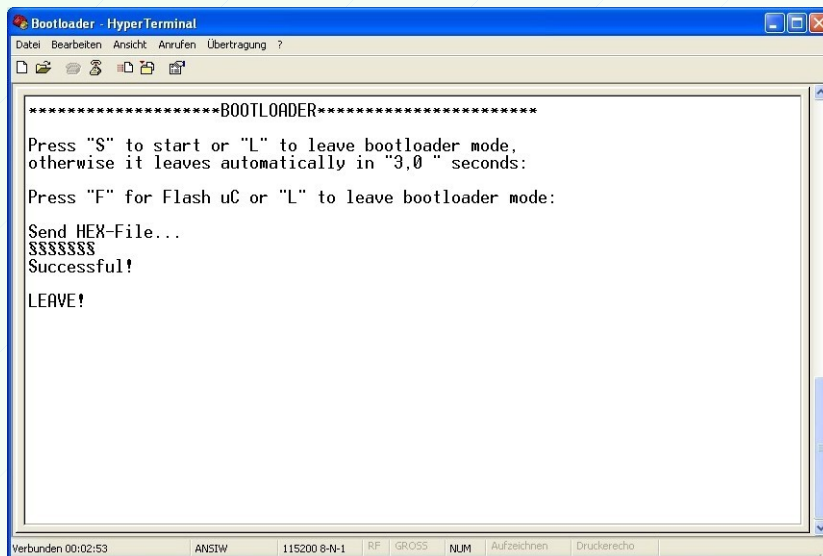 Bootloader - HyperTerminal
Datei Bearbeiten Ansicht Anrufen Übertragung ?
********************BOOTLOADER***********************
Press "S" to start or "L" to leave bootloader mode,
otherwise it leaves automatically in "3,0 " seconds:
Press "F" for Flash uC or "L" to leave bootloader mode:
Send HEX-File...
§§§§§§§
Successful!
LEAVE!
Verbunden 00:02:53 ANSIW 115200 8-N-1 RF GROSS NUM Aufzeichnen Druckerecho